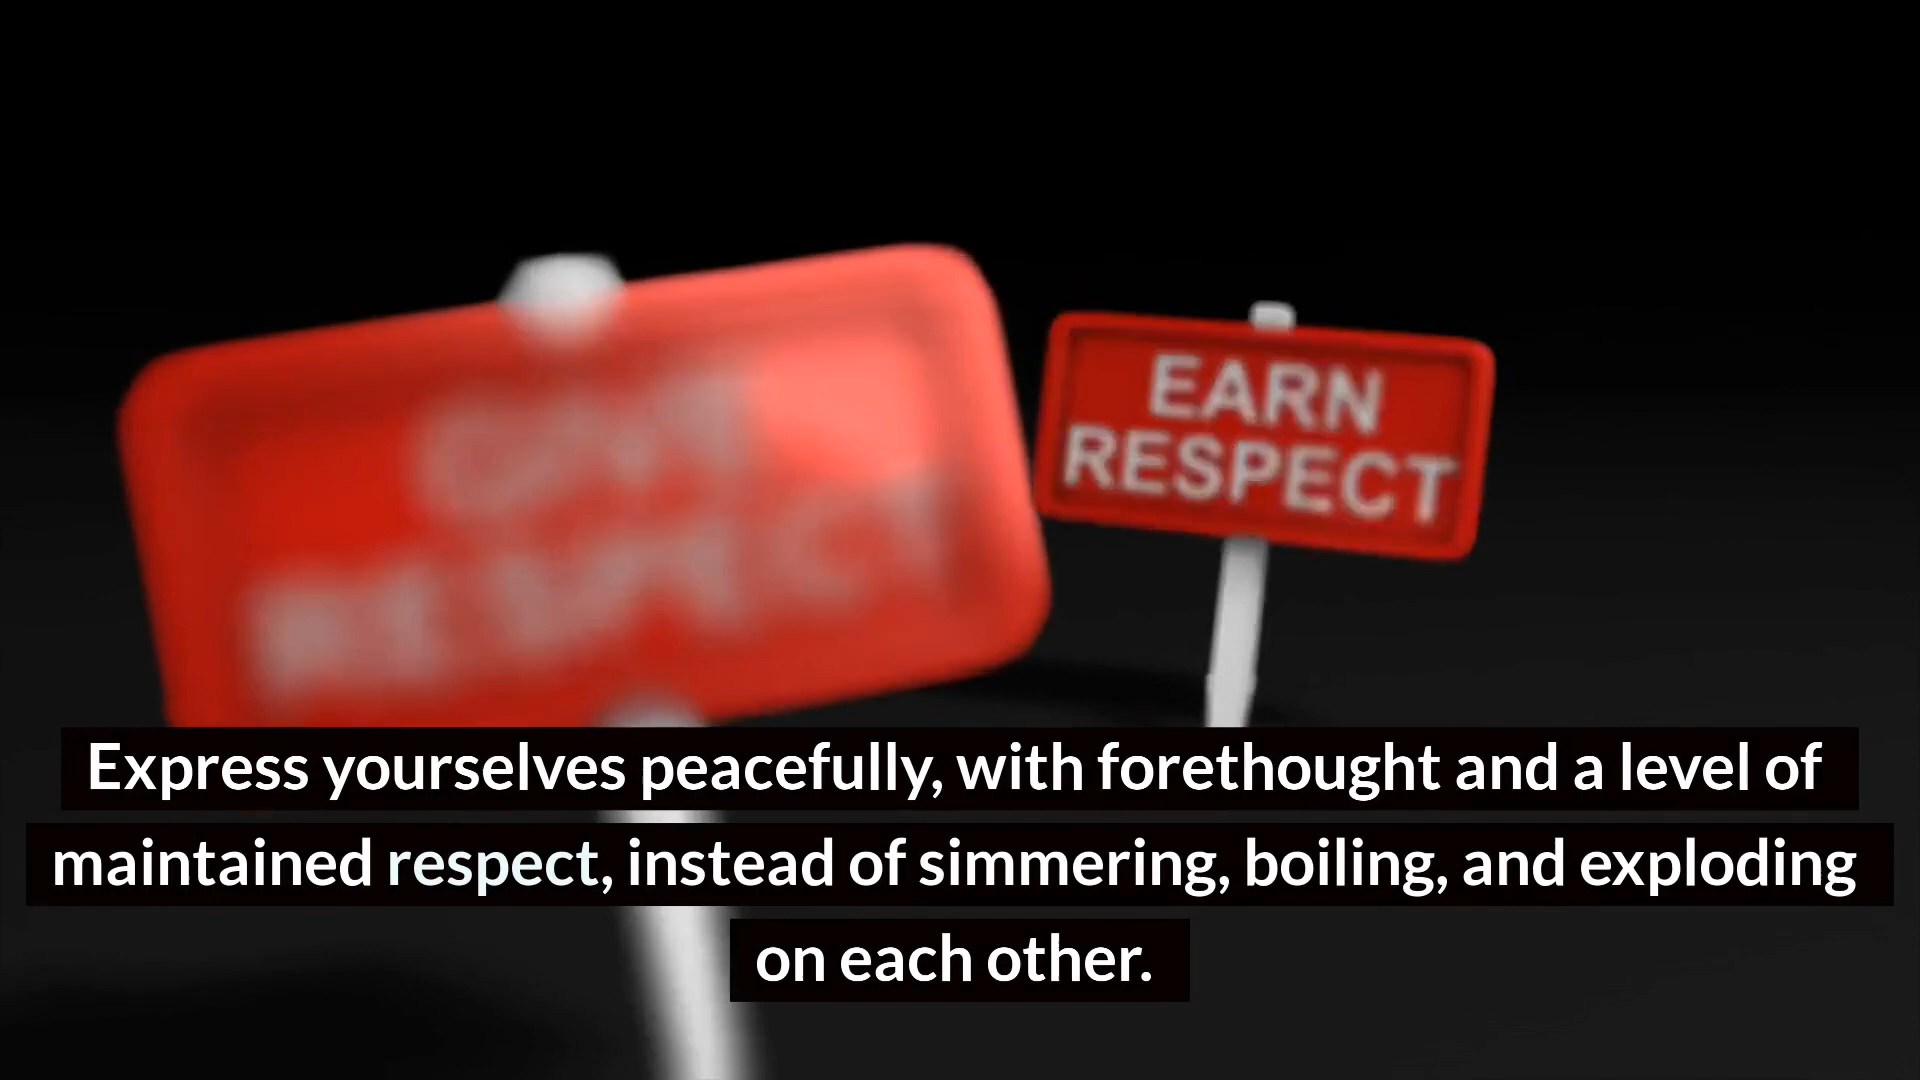 EARN
RESPECT
Express yourselves peacefully, with forethought and a level of
maintained respect, instead of simmering, boiling, and exploding
on each other.